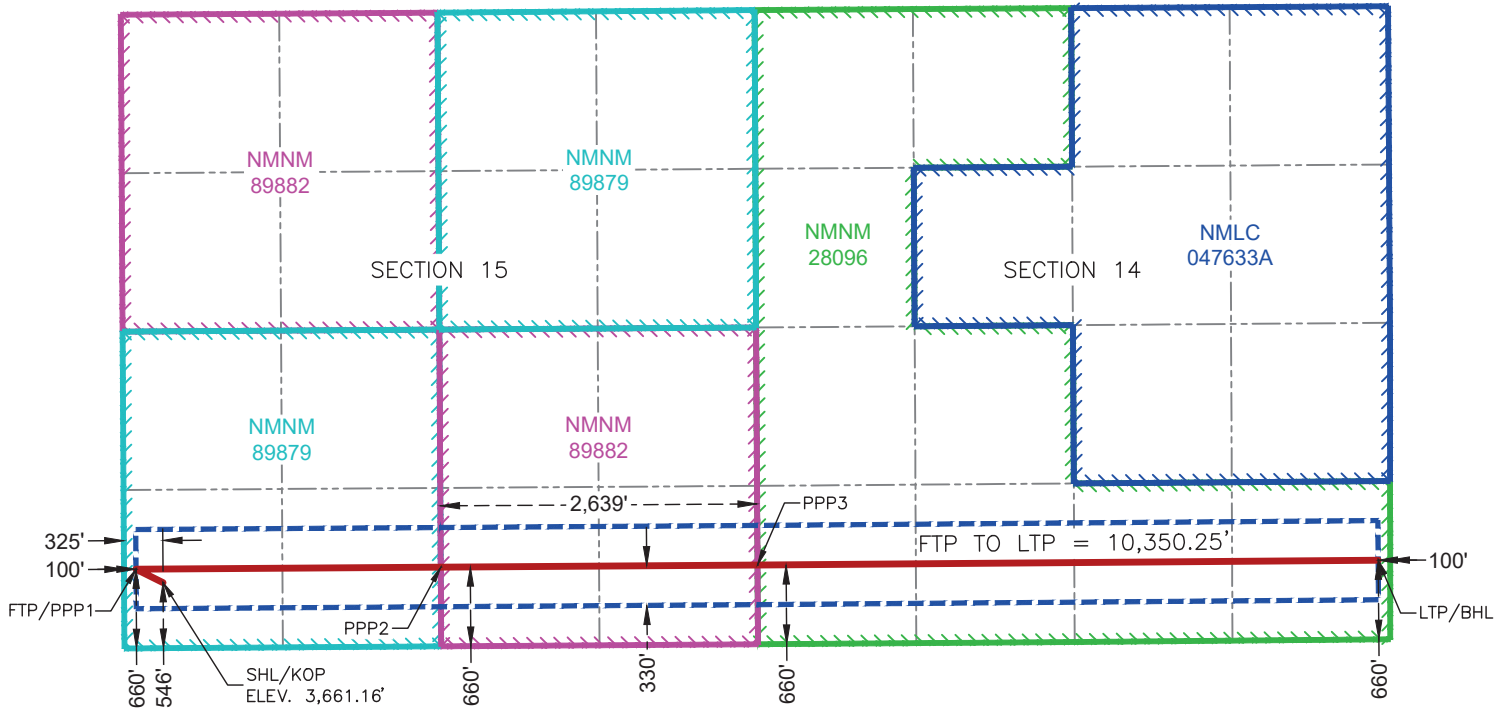 NMNM
89882
NMNM
89879
NMNM
28096
NMLC
047633A
SECTION 15
SECTION 14
NMNM
89879
NMNM
89882
2,639'
PPP3
325'
FTP TO LTP = 10,350.25'
100'
100'
FTP/PPP1
PPP2
LTP/BHL
SHL/KOP
ELEV. 3,661.16'
660'
546'
660'
330'
660'
660'